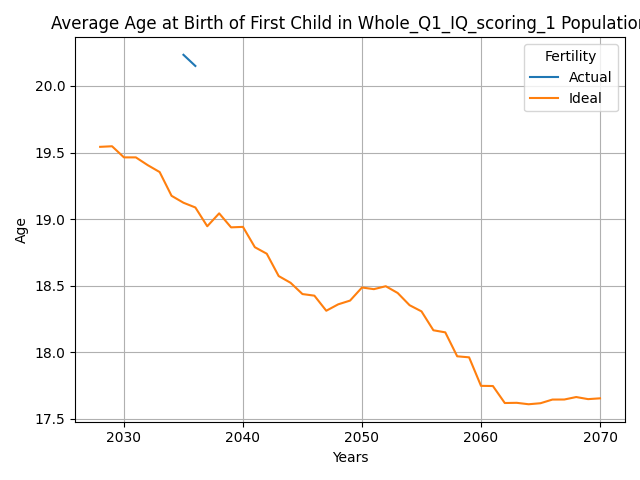 Average Age at Birth of First Child in Whole_Q1_IQ_scoring_1 Population
Fertility
Actual
Ideal
20.0
19.5
19.0
18.5
18.0
17.5
Age
2030 2040 2050 2060 2070
Years